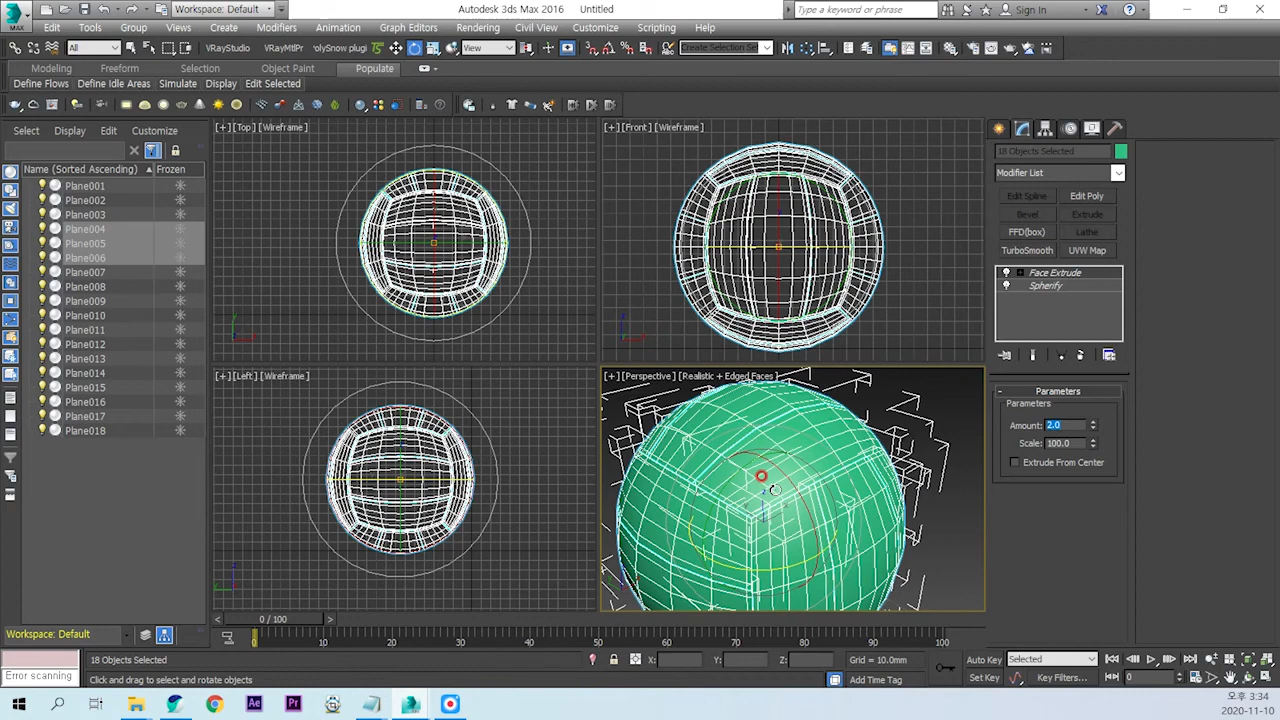 Workspace: Default
Autodesk 3ds Max 2016 Untitled
Type a keyword or phrase
Sign In
MAX
Edit Tools Group Views Create Modifiers Animation Graph Editors Rendering Civil View Customize Scripting Help
All
VRayStudio VRayMtlPr
View
Create Selection Se
Modeling Freeform Selection Object Paint Populate
Define Flows Define Idle Areas Simulate Display Edit Selected
Select Display Edit Customize
Name (Sorted Ascending) Frozen
Plane001
Plane002
Plane003
Plane004
Plane005
Plane006
Plane007
Plane008
Plane009
Plane010
Plane011
Plane012
Plane013
Plane014
Plane015
Plane016
Plane017
Plane018
[+] [Top] [Wireframe]
[+] [Front] [Wireframe]
[+] [Left] [Wireframe]
[+] [Perspective] [Realistic + Edged Faces]
18 Objects Selected
Modifier List
Edit Spline Edit Poly
Bevel Extrude
FFD(box) Lathe
TurboSmooth UVW Map
Face Extrude
Spherify
Parameters
Parameters
Amount: 2.0
Scale: 100.0
Extrude From Center
0 / 100
Workspace: Default
0 10 20 30 40 50 60 70 80 90 100
18 Objects Selected
X: Y: Z:
Grid = 10.0mm
Auto Key Selected
Error scanning
Click and drag to select and rotate objects
Add Time Tag
Set Key Key Filters... 0
Ae Pr
오후 3:34
2020-11-10